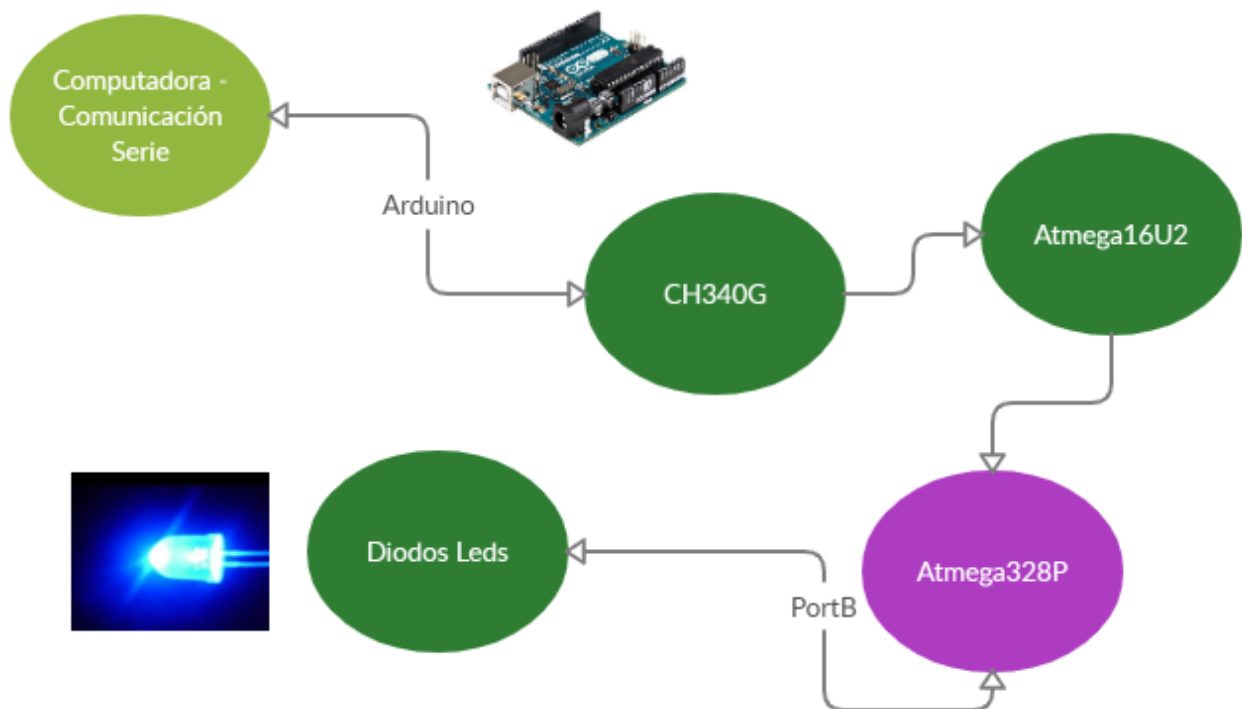 Computadora -
Comunicación
Serie
Arduino
CH340G
Atmega16U2
Diodos Leds
PortB
Atmega328P